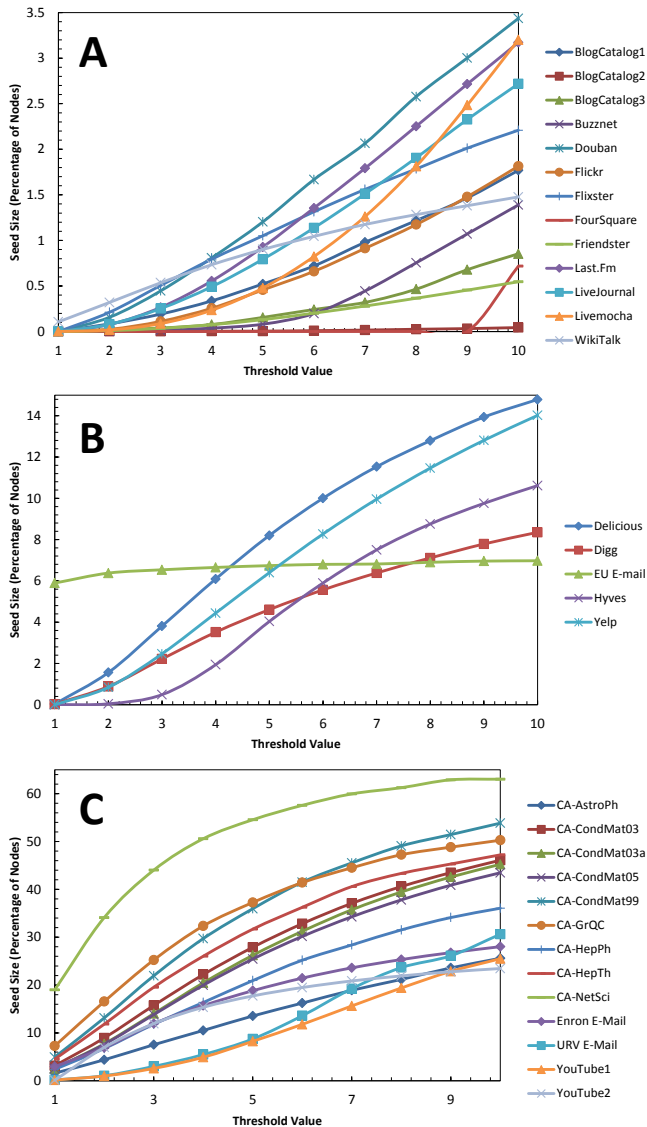 A
3.5
3
2.5
2
1.5
1
0.5
0
Seed Size (Percentage of Nodes)
1 2 3 4 5 6 7 8 9 10
Threshold Value
BlogCatalog1
BlogCatalog2
BlogCatalog3
Buzznet
Douban
Flickr
Flixster
FourSquare
Friendster
Last.Fm
LiveJournal
Livemocha
WikiTalk
B
14
12
10
8
6
4
2
0
Seed Size (Percentage of Nodes)
1 2 3 4 5 6 7 8 9 10
Threshold Value
Delicious
Digg
EU E-mail
Hyves
Yelp
C
60
50
40
30
20
10
0
Seed Size (Percentage of Nodes)
1 3 5 7 9
Threshold Value
CA-AstroPh
CA-CondMat03
CA-CondMat03a
CA-CondMat05
CA-CondMat99
CA-GrQC
CA-HepPh
CA-HepTh
CA-NetSci
Enron E-Mail
URV E-Mail
YouTube1
YouTube2